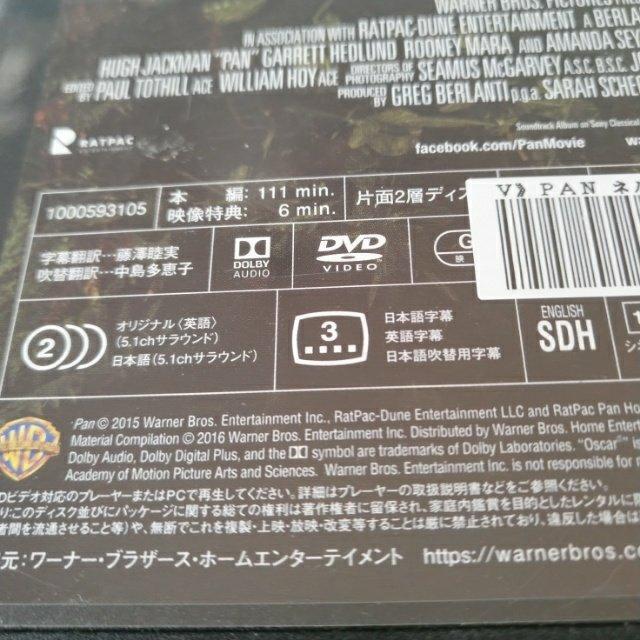 WARNER BROS. PICTURES
IN ASSOCIATION WITH RATPAC-DUNE ENTERTAINMENT A BERLA
HUGH JACKMAN "PAN" GARRETT HEDLUND ROONEY MARA AND AMANDA SEY
EDITED BY PAUL TOTHILL ACE WILLIAM HOY ACE DIRECTORS OF PHOTOGRAPHY SEAMUS McGARVEY A.S.C. B.S.C.
PRODUCED BY GREG BERLANTI p.g.a. SARAH SCHE
Soundtrack Album on Sony Classical
RATPAC
facebook.com/PanMovie
1000593105
本 編: 111 min.
映像特典: 6 min.
片面2層ディス
V》PAN ネ
字幕翻訳…藤澤睦実
吹替翻訳…中島多恵子
DOLBY
AUDIO
DVD
VIDEO
G
映
2
オリジナル〈英語〉
(5.1chサラウンド)
日本語(5.1chサラウンド)
3
日本語字幕
英語字幕
日本語吹替用字幕
ENGLISH
SDH
WB
Pan © 2015 Warner Bros. Entertainment Inc., RatPac-Dune Entertainment LLC and RatPac Pan Ho
Material Compilation © 2016 Warner Bros. Entertainment Inc. Distributed by Warner Home Enter
Dolby Audio, Dolby Digital Plus, and the symbol are trademarks of Dolby Laboratories. "Oscar®"
Academy of Motion Picture Arts and Sciences. Warner Bros. Entertainment Inc. is not responsible for
Dビデオ対応のプレーヤーまたはPCで再生してください。詳細はプレーヤーの取扱説明書などをご参照ください。
り:このディスク並びにパッケージに関する総ての権利は著作権者に留保され、家庭内鑑賞を目的としたレンタルに
者間を流通させること等)や、無断でこれを複製・上映・放映・改変等することは厳に禁止されており、違反した場合は
元:ワーナー・ブラザース・ホームエンターテイメント https://warnerbros.co